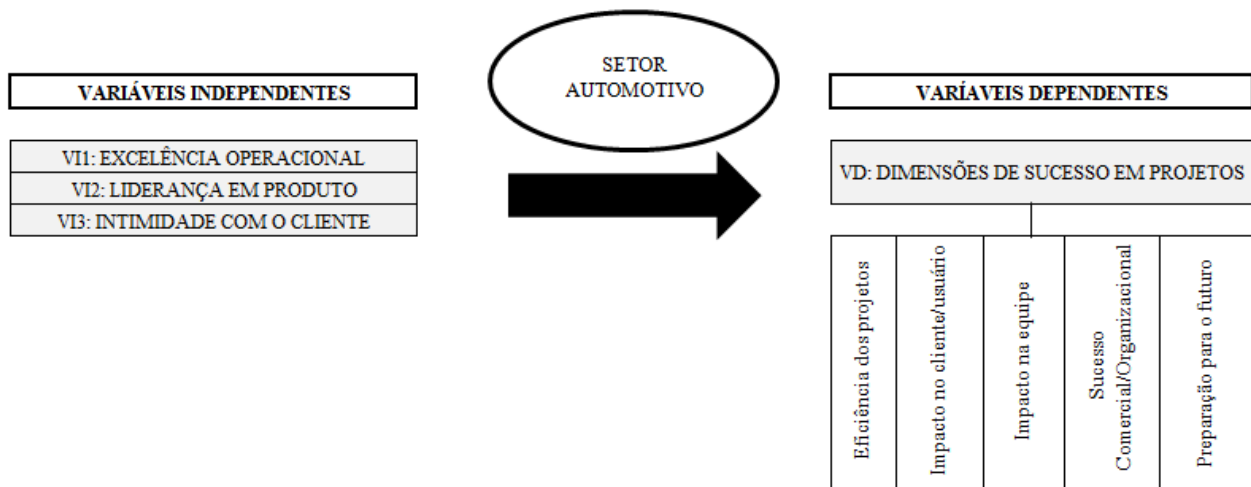 SETOR
AUTOMOTIVO
VARIÁVEIS INDEPENDENTES
VI1: EXCELÊNCIA OPERACIONAL
VI2: LIDERANÇA EM PRODUTO
VI3: INTIMIDADE COM O CLIENTE
VARÍAVEIS DEPENDENTES
VD: DIMENSÕES DE SUCESSO EM PROJETOS
Eficiência dos projetos
Impacto no cliente/usuário
Impacto na equipe
Sucesso
Comercial/Organizacional
Preparação para o futuro